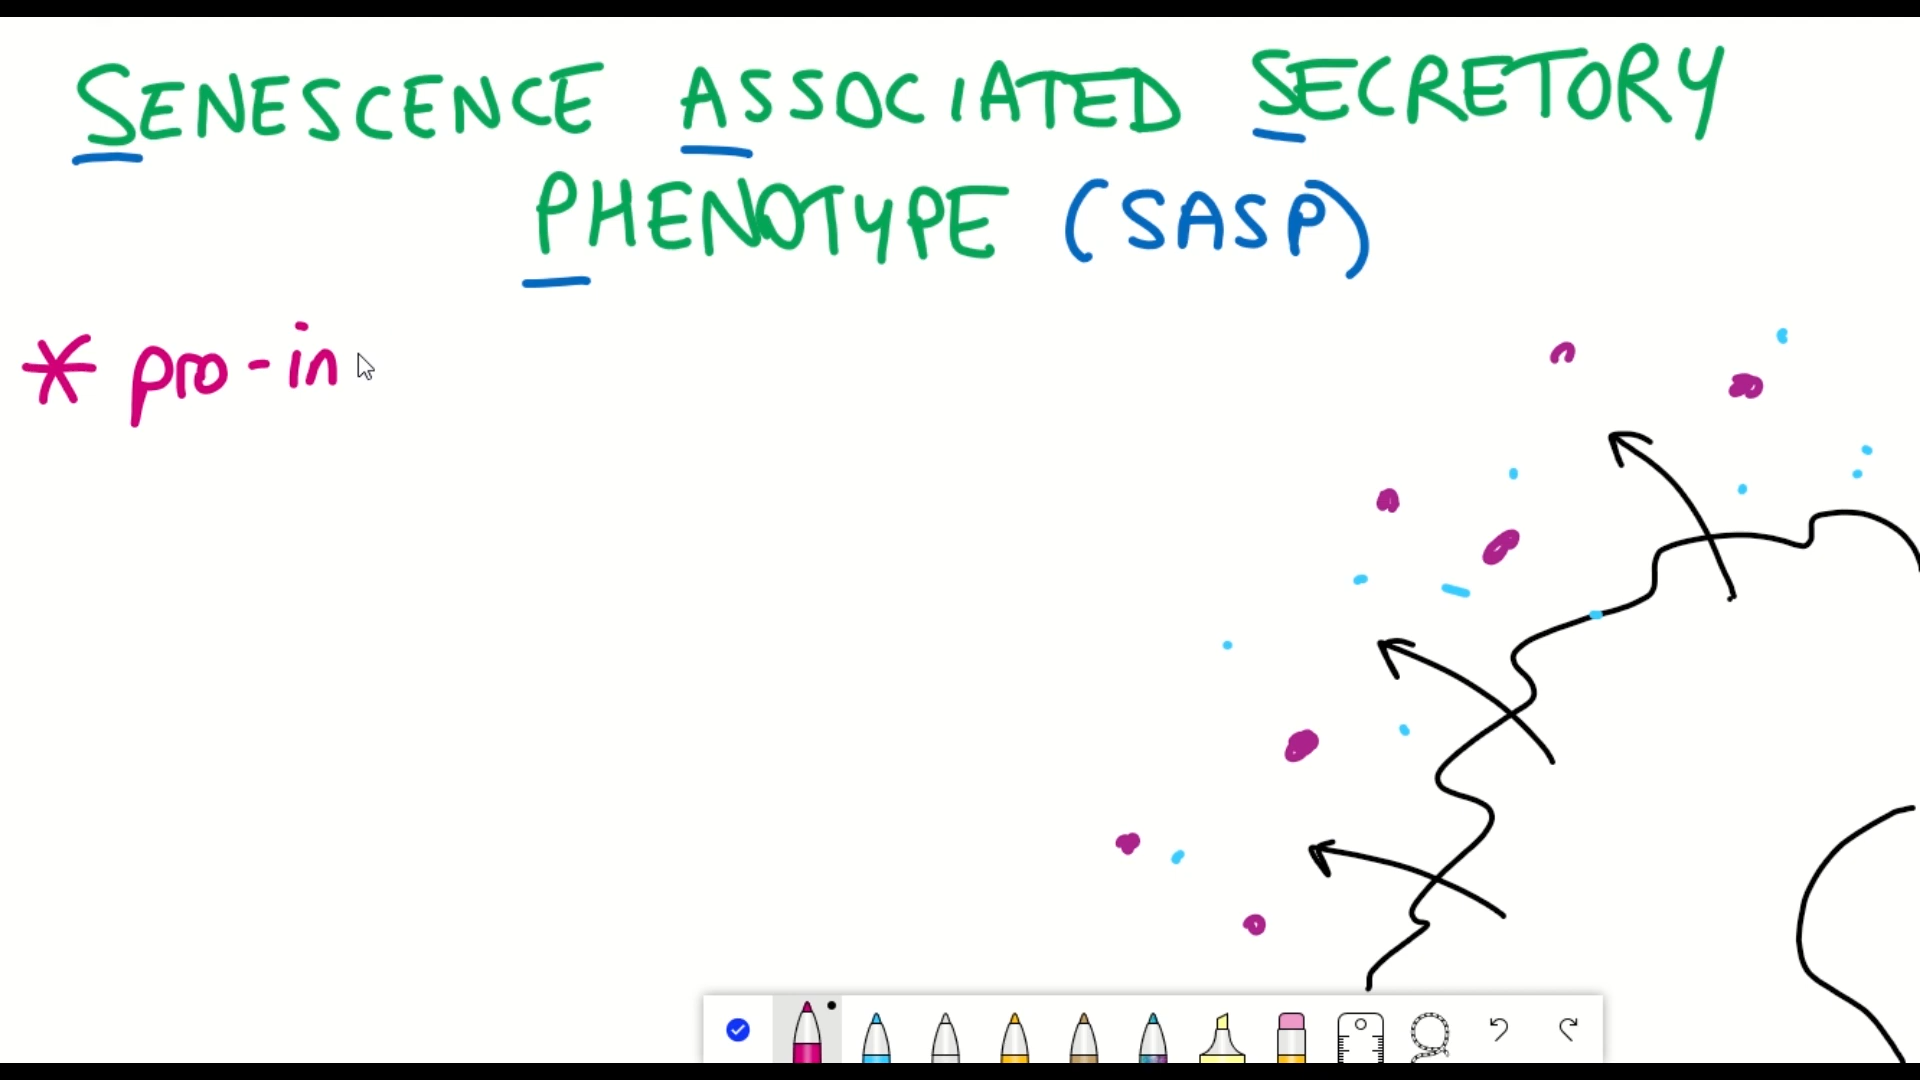 SENESCENCE ASSOCIATED SECRETORY
PHENOTYPE (SASP)
* pro-in